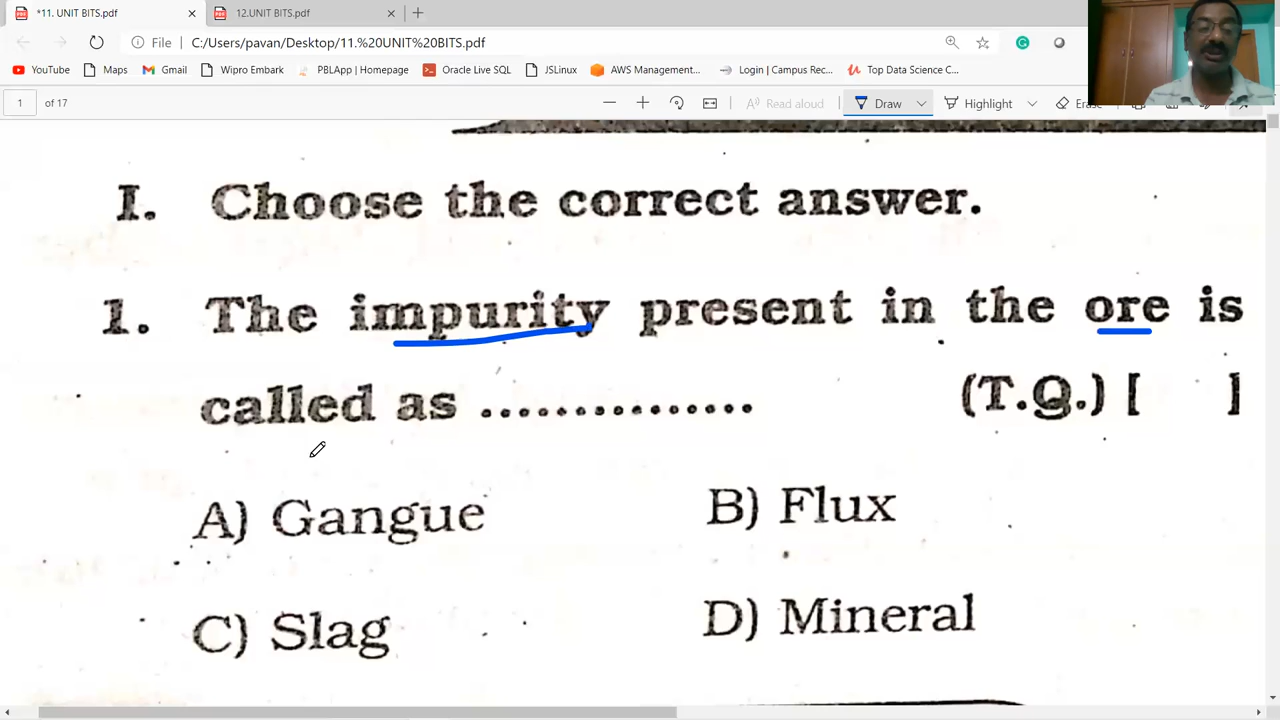 *11. UNIT BITS.pdf
12.UNIT BITS.pdf
File C:/Users/pavan/Desktop/11.%20UNIT%20BITS.pdf
YouTube Maps Gmail Wipro Embark PBLApp | Homepage Oracle Live SQL JSLinux AWS Management... Login | Campus Rec... Top Data Science C...
1 of 17 Read aloud Draw Highlight Erase
I. Choose the correct answer.
1. The impurity present in the ore is
called as ............... (T.Q.) [ ]
A) Gangue B) Flux
C) Slag D) Mineral